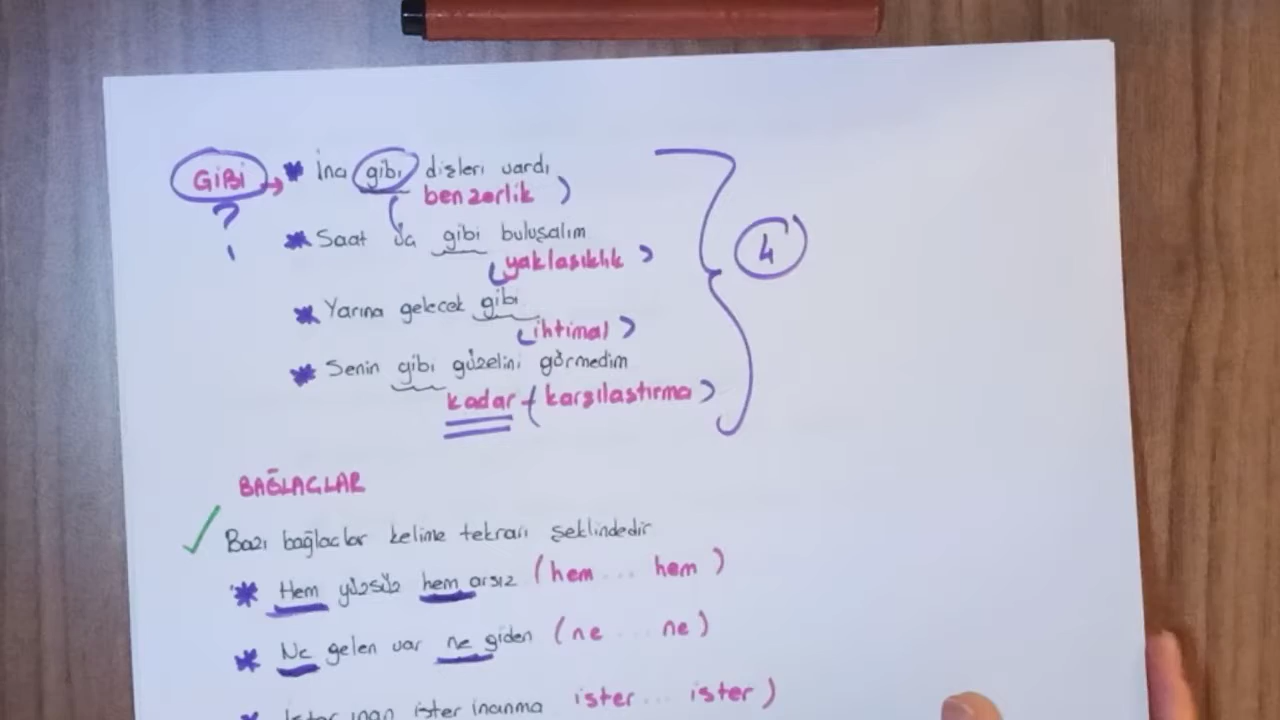 GİBİ → * İnci gibi dişleri vardı
(benzerlik)
? * Saat da gibi buluşalım
(yaklaşıklık)
* Yarına gelecek gibi
(ihtimal)
* Senin gibi güzelini görmedim
kadar (karşılaştırma)
4
BAĞLAÇLAR
✓ Bazı bağlaçlar kelime tekrarı şeklindedir
* Hem yüzsüz hem arsız (hem ... hem)
* Ne gelen var ne giden (ne ... ne)
* İster inan ister inanma ister... ister)